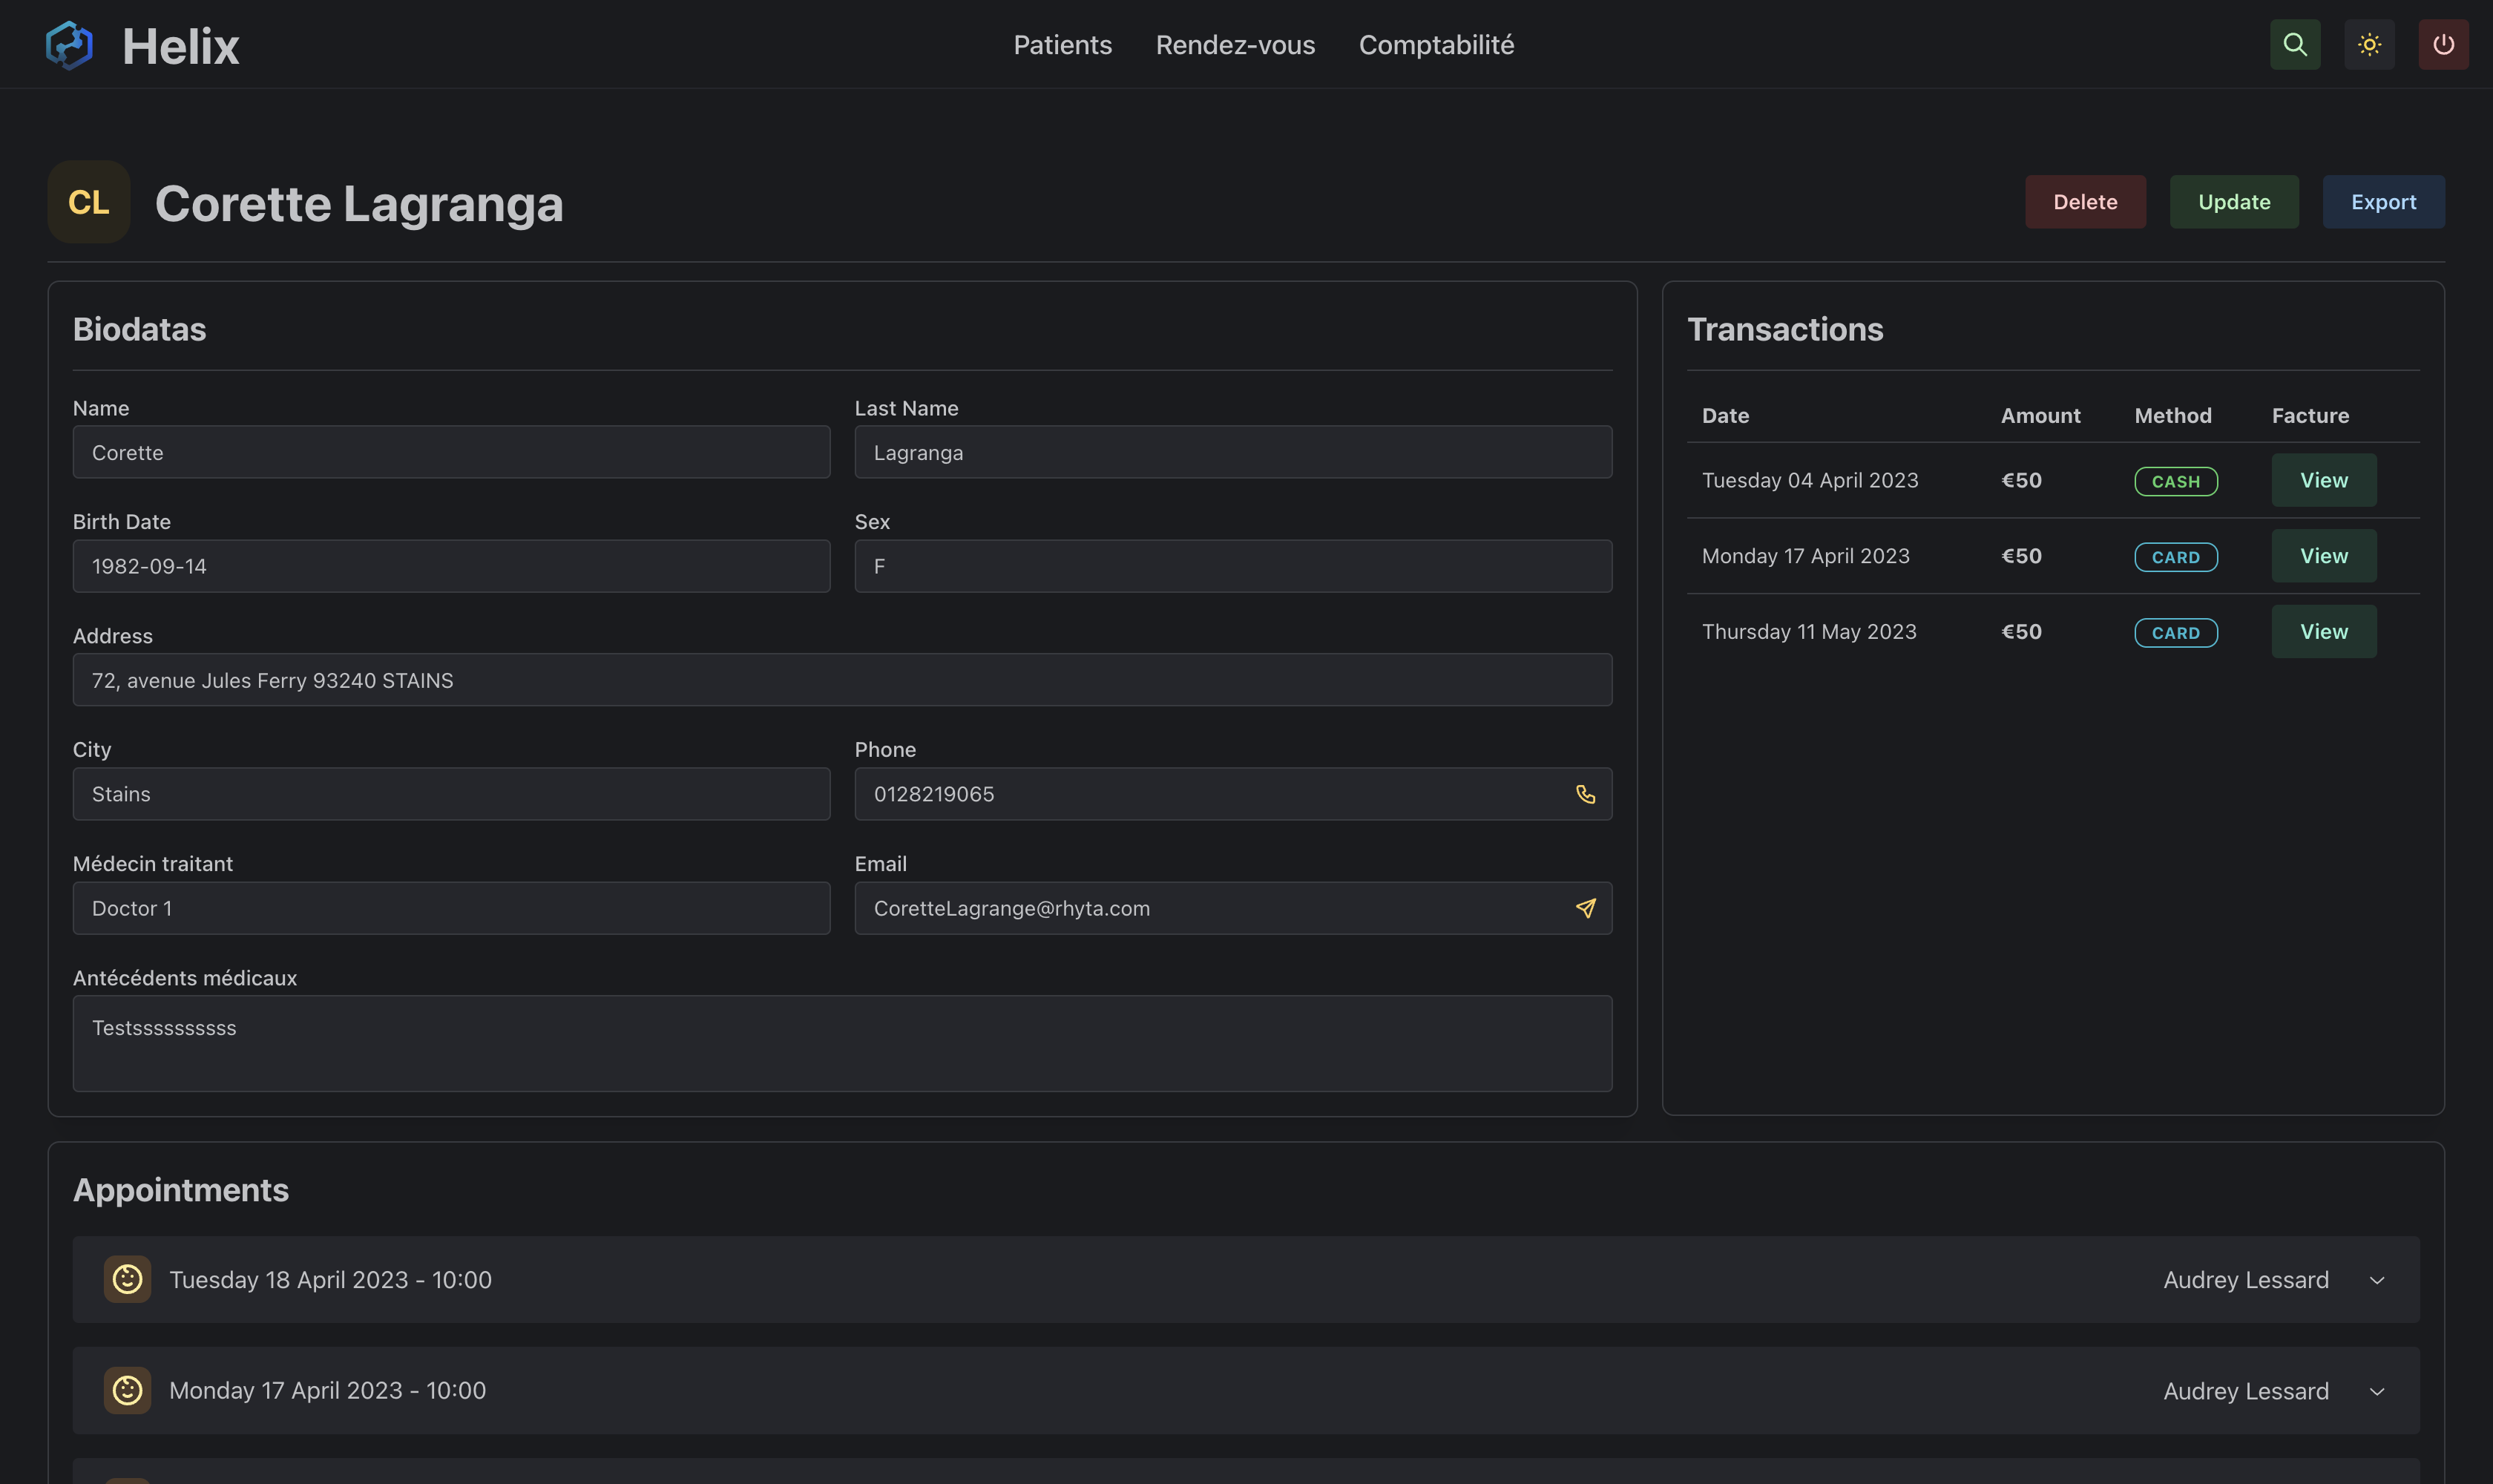 Helix
Patients Rendez-vous Comptabilité
CL Corette Lagranga
Delete Update Export
Biodatas
Name Last Name
Corette Lagranga
Birth Date Sex
1982-09-14 F
Address
72, avenue Jules Ferry 93240 STAINS
City Phone
Stains 0128219065
Médecin traitant Email
Doctor 1 CoretteLagrange@rhyta.com
Antécédents médicaux
Testssssssssss
Transactions
Date Amount Method Facture
Tuesday 04 April 2023 €50 CASH View
Monday 17 April 2023 €50 CARD View
Thursday 11 May 2023 €50 CARD View
Appointments
Tuesday 18 April 2023 - 10:00 Audrey Lessard
Monday 17 April 2023 - 10:00 Audrey Lessard